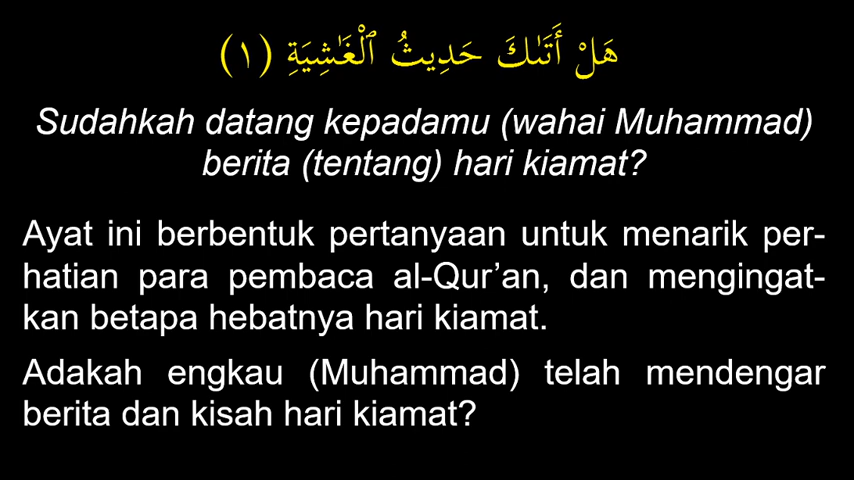 هَلْ أَتَىٰكَ حَدِيثُ ٱلْغَـٰشِيَةِ ﴿١﴾
Sudahkah datang kepadamu (wahai Muhammad)
berita (tentang) hari kiamat?
Ayat ini berbentuk pertanyaan untuk menarik per-
hatian para pembaca al-Qur’an, dan mengingat-
kan betapa hebatnya hari kiamat.
Adakah engkau (Muhammad) telah mendengar
berita dan kisah hari kiamat?